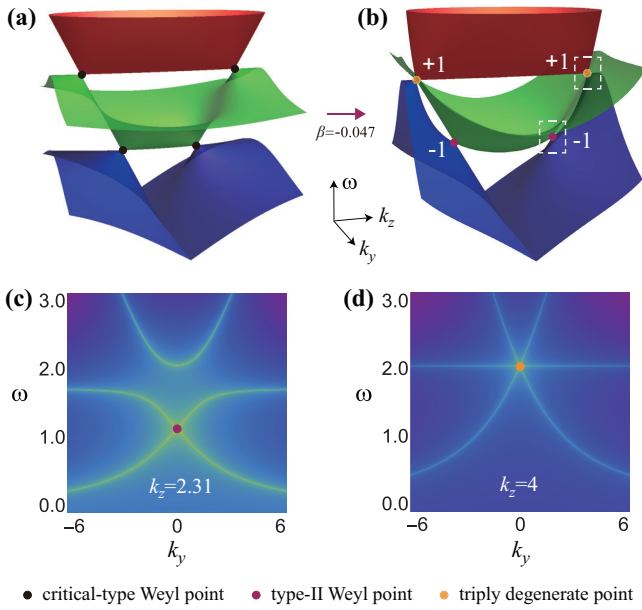 (a)
(b)
+1
+1
β=-0.047
-1
-1
ω
k_z
k_y
(c)
(d)
3.0
2.0
ω
1.0
0.0
k_z=2.31
−6
0
6
k_y
3.0
2.0
1.0
0.0
k_z=4
−6
0
6
k_y
critical-type Weyl point
type-II Weyl point
triply degenerate point